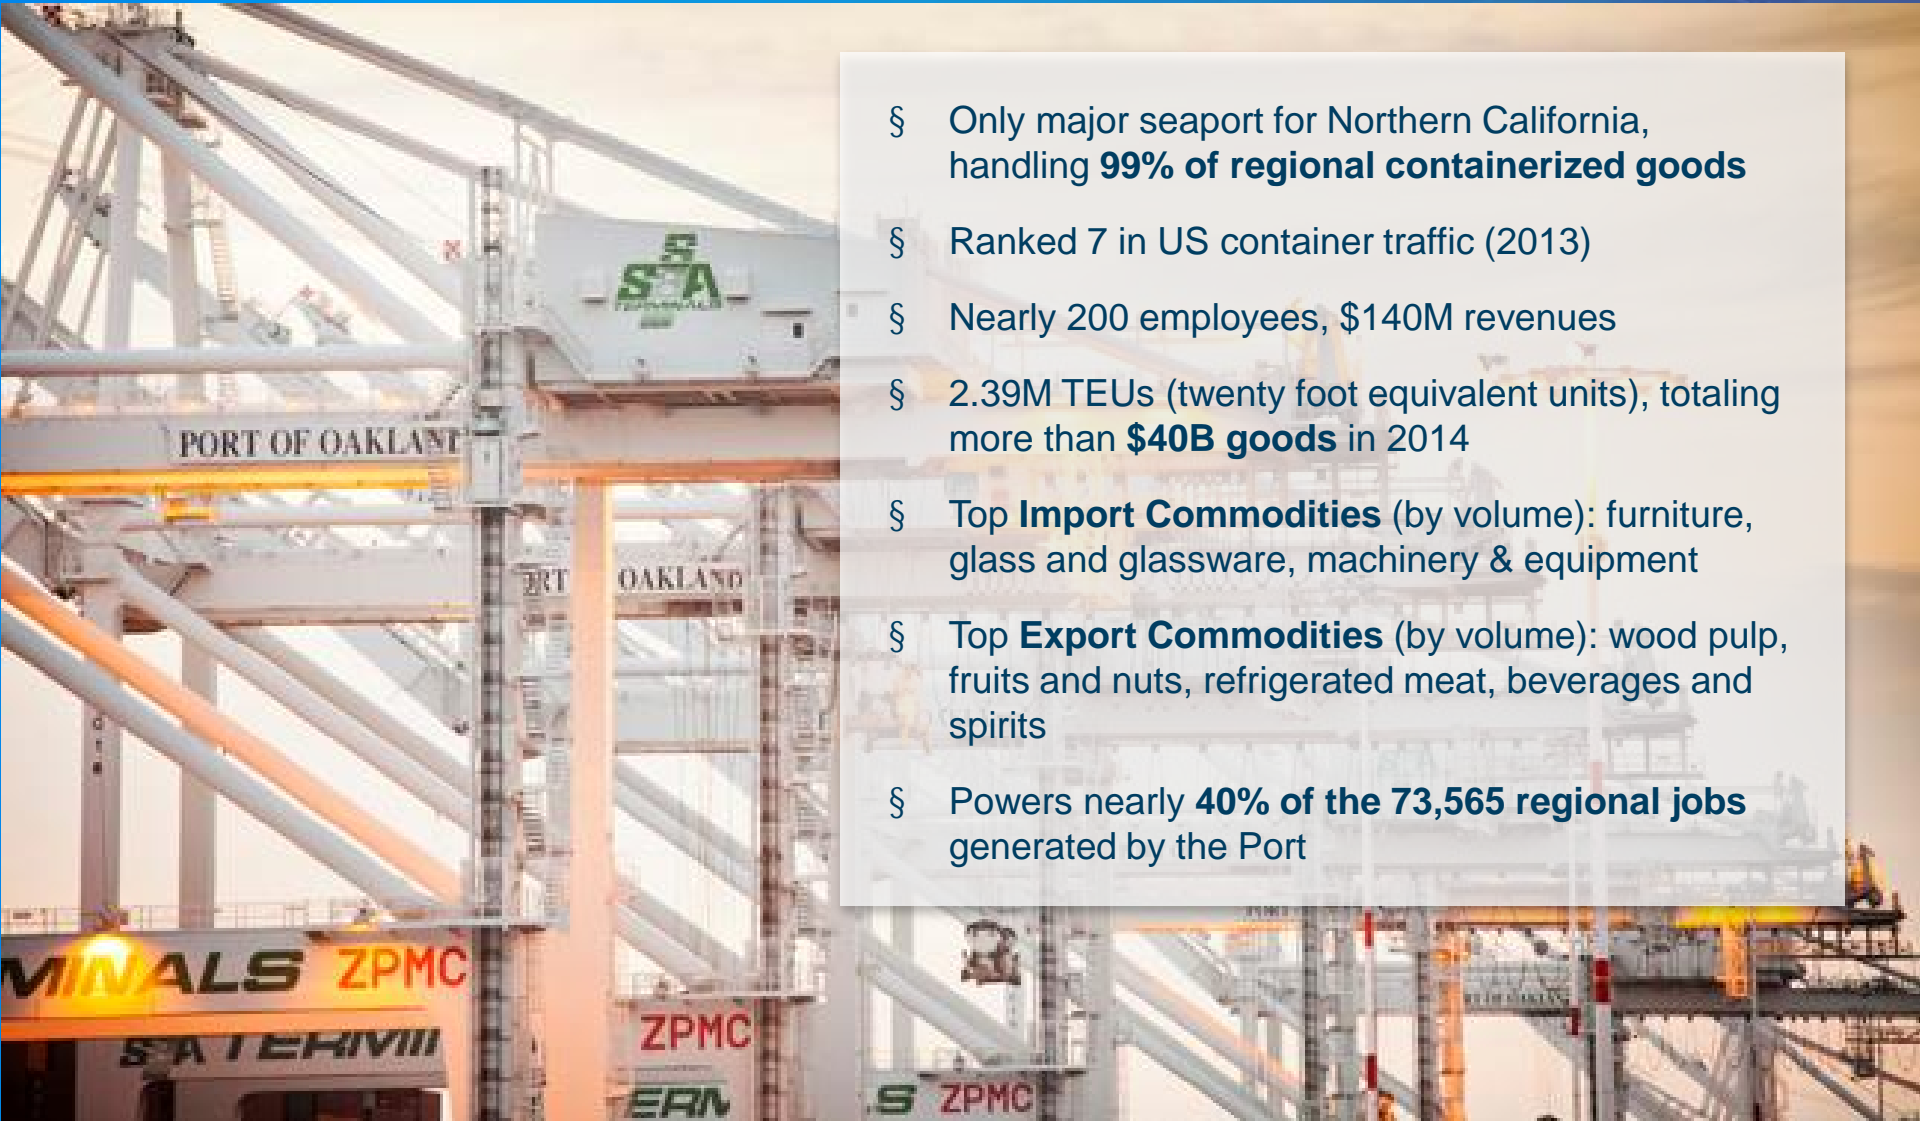 § Only major seaport for Northern California,
handling 99% of regional containerized goods
§ Ranked 7 in US container traffic (2013)
§ Nearly 200 employees, $140M revenues
§ 2.39M TEUs (twenty foot equivalent units), totaling
more than $40B goods in 2014
§ Top Import Commodities (by volume): furniture,
glass and glassware, machinery & equipment
§ Top Export Commodities (by volume): wood pulp,
fruits and nuts, refrigerated meat, beverages and
spirits
§ Powers nearly 40% of the 73,565 regional jobs
generated by the Port
S
SSA
TERMINALS
PORT OF OAKLAND
OAKLAND
MINALS ZPMC
ZPMC
S ZPMC